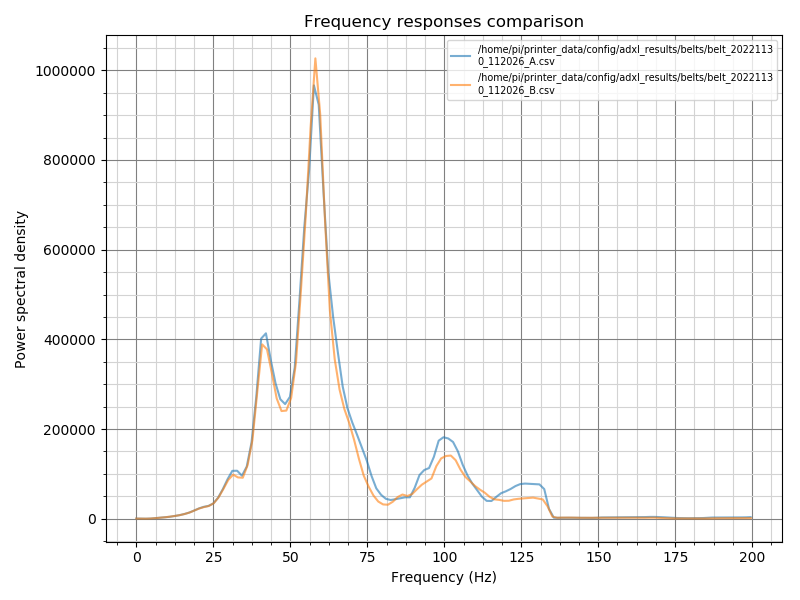 Frequency responses comparison
/home/pi/printer_data/config/adxl_results/belts/belt_2022113
0_112026_A.csv
/home/pi/printer_data/config/adxl_results/belts/belt_2022113
0_112026_B.csv
Power spectral density
1000000
800000
600000
400000
200000
0
0 25 50 75 100 125 150 175 200
Frequency (Hz)